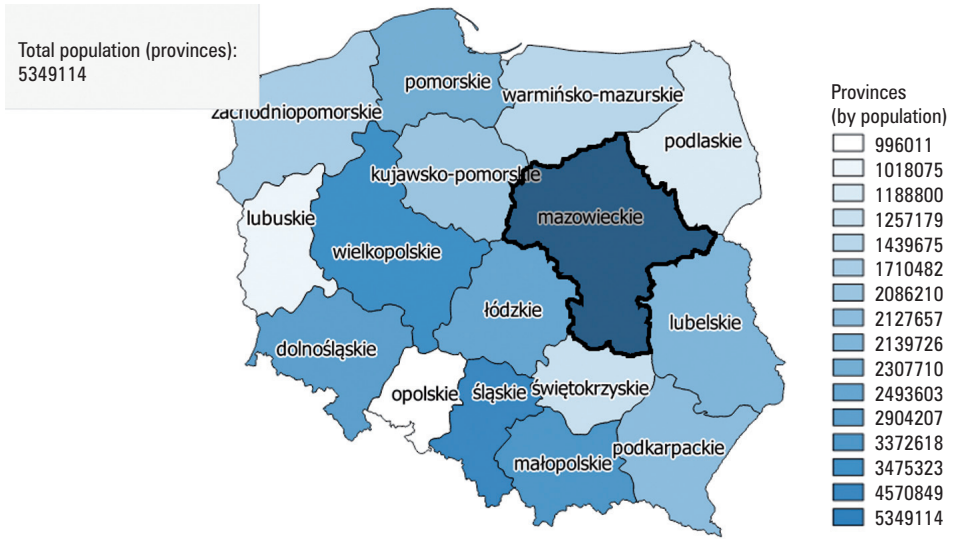 Total population (provinces):
5349114
pomorskie
warmińsko-mazurskie
zachodniopomorskie
podlaskie
kujawsko-pomorskie
lubuskie
mazowieckie
wielkopolskie
łódzkie
lubelskie
dolnośląskie
opolskie
śląskie
świętokrzyskie
małopolskie
podkarpackie
Provinces
(by population)
996011
1018075
1188800
1257179
1439675
1710482
2086210
2127657
2139726
2307710
2493603
2904207
3372618
3475323
4570849
5349114